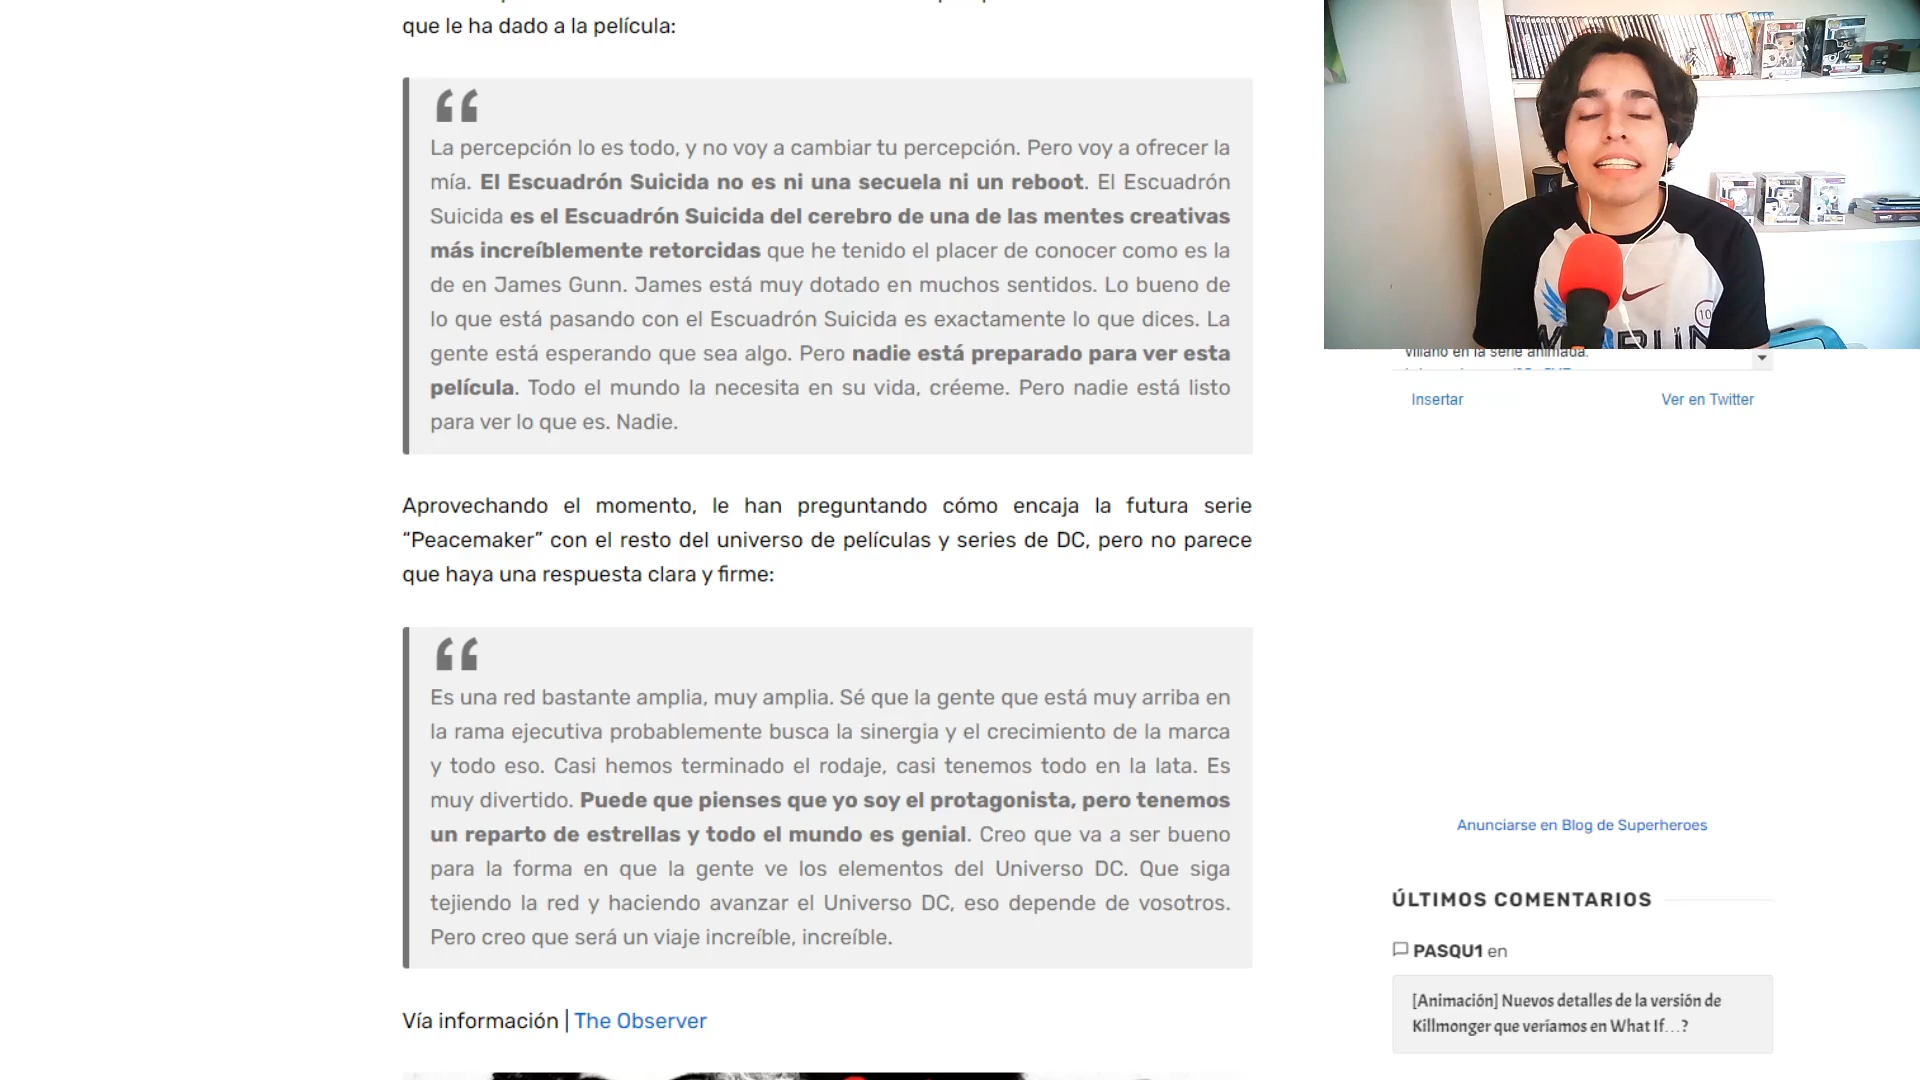 que le ha dado a la película:
La percepción lo es todo, y no voy a cambiar tu percepción. Pero voy a ofrecer la
mía. El Escuadrón Suicida no es ni una secuela ni un reboot. El Escuadrón
Suicida es el Escuadrón Suicida del cerebro de una de las mentes creativas
más increíblemente retorcidas que he tenido el placer de conocer como es la
de en James Gunn. James está muy dotado en muchos sentidos. Lo bueno de
lo que está pasando con el Escuadrón Suicida es exactamente lo que dices. La
gente está esperando que sea algo. Pero nadie está preparado para ver esta
película. Todo el mundo la necesita en su vida, créeme. Pero nadie está listo
para ver lo que es. Nadie.
Aprovechando el momento, le han preguntando cómo encaja la futura serie
“Peacemaker” con el resto del universo de películas y series de DC, pero no parece
que haya una respuesta clara y firme:
Es una red bastante amplia, muy amplia. Sé que la gente que está muy arriba en
la rama ejecutiva probablemente busca la sinergia y el crecimiento de la marca
y todo eso. Casi hemos terminado el rodaje, casi tenemos todo en la lata. Es
muy divertido. Puede que pienses que yo soy el protagonista, pero tenemos
un reparto de estrellas y todo el mundo es genial. Creo que va a ser bueno
para la forma en que la gente ve los elementos del Universo DC. Que siga
tejiendo la red y haciendo avanzar el Universo DC, eso depende de vosotros.
Pero creo que será un viaje increíble, increíble.
Vía información | The Observer
10
villano en la serie animada.
Insertar Ver en Twitter
Anunciarse en Blog de Superheroes
ÚLTIMOS COMENTARIOS
PASQU1 en
[Animación] Nuevos detalles de la versión de
Killmonger que veríamos en What If…?